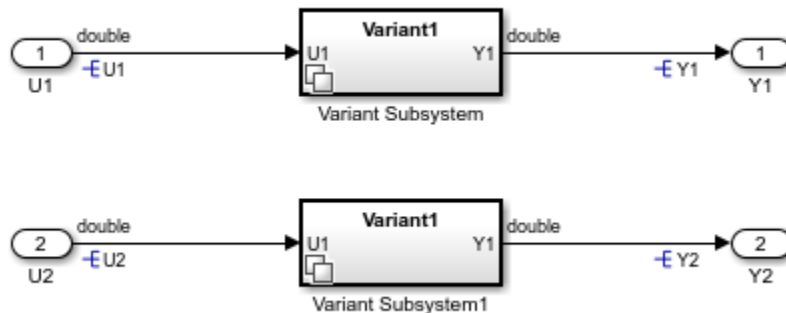 double Variant1 double
1 U1 Y1 1
U1 Y1
U1 Y1
Variant Subsystem
double Variant1 double
2 U1 Y1 2
U2 Y2
U2 Y2
Variant Subsystem1